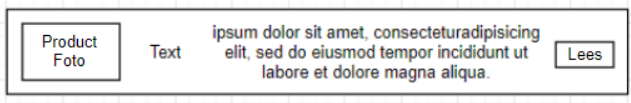 Product
Foto
Text
ipsum dolor sit amet, consecteturadipisicing
elit, sed do eiusmod tempor incididunt ut
labore et dolore magna aliqua.
Lees